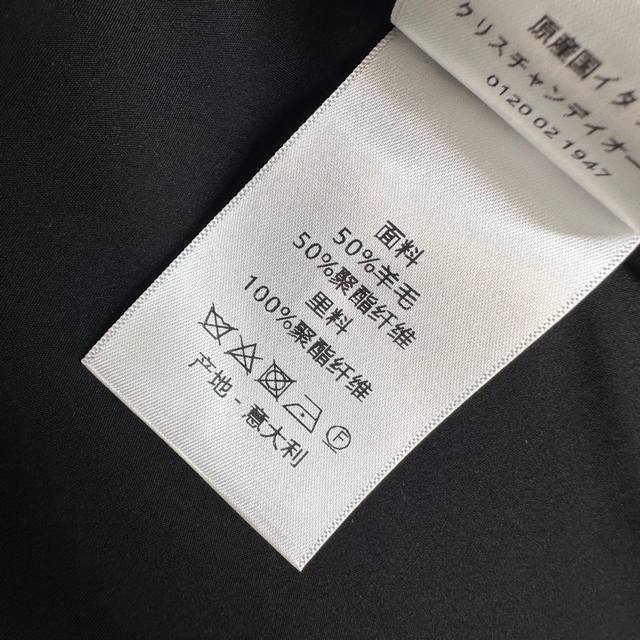 原産国イタ
クリスチャンディオー
0120 02 1947
面料
50%羊毛
50%聚酯纤维
里料
100%聚酯纤维
F
产地 - 意大利